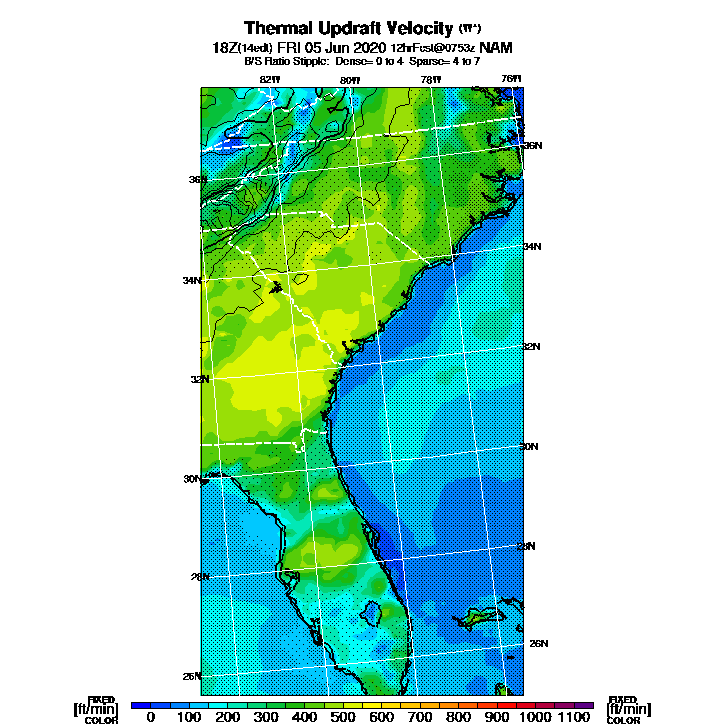 Thermal Updraft Velocity (W*)
18Z(14edt) FRI 05 Jun 2020 12hrFcst@0753z NAM
B/S Ratio Stipple: Dense= 0 to 4 Sparse= 4 to 7
82W 80W 78W 76W
36N 36N
34N 34N
32N 32N
30N 30N
28N 28N
26N 26N
FIXED FIXED
[ft/min] [ft/min]
COLOR COLOR
0 100 200 300 400 500 600 700 800 900 1000 1100